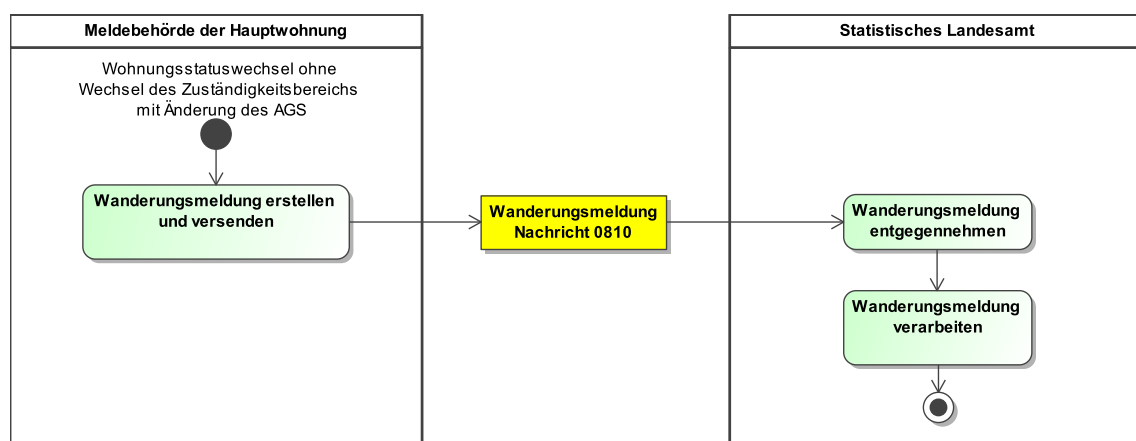 Meldebehörde der Hauptwohnung
Statistisches Landesamt
Wohnungsstatuswechsel ohne
Wechsel des Zuständigkeitsbereichs
mit Änderung des AGS
Wanderungsmeldung erstellen
und versenden
Wanderungsmeldung
Nachricht 0810
Wanderungsmeldung
entgegennehmen
Wanderungsmeldung
verarbeiten